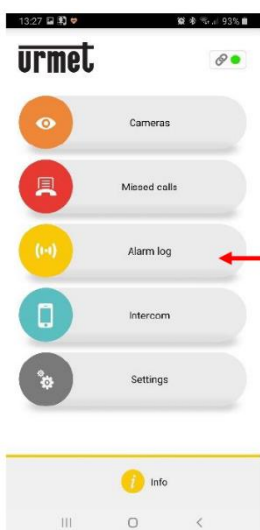 13:27 93%
urmet
Cameras
Missed calls
Alarm log
Intercom
Settings
i Info